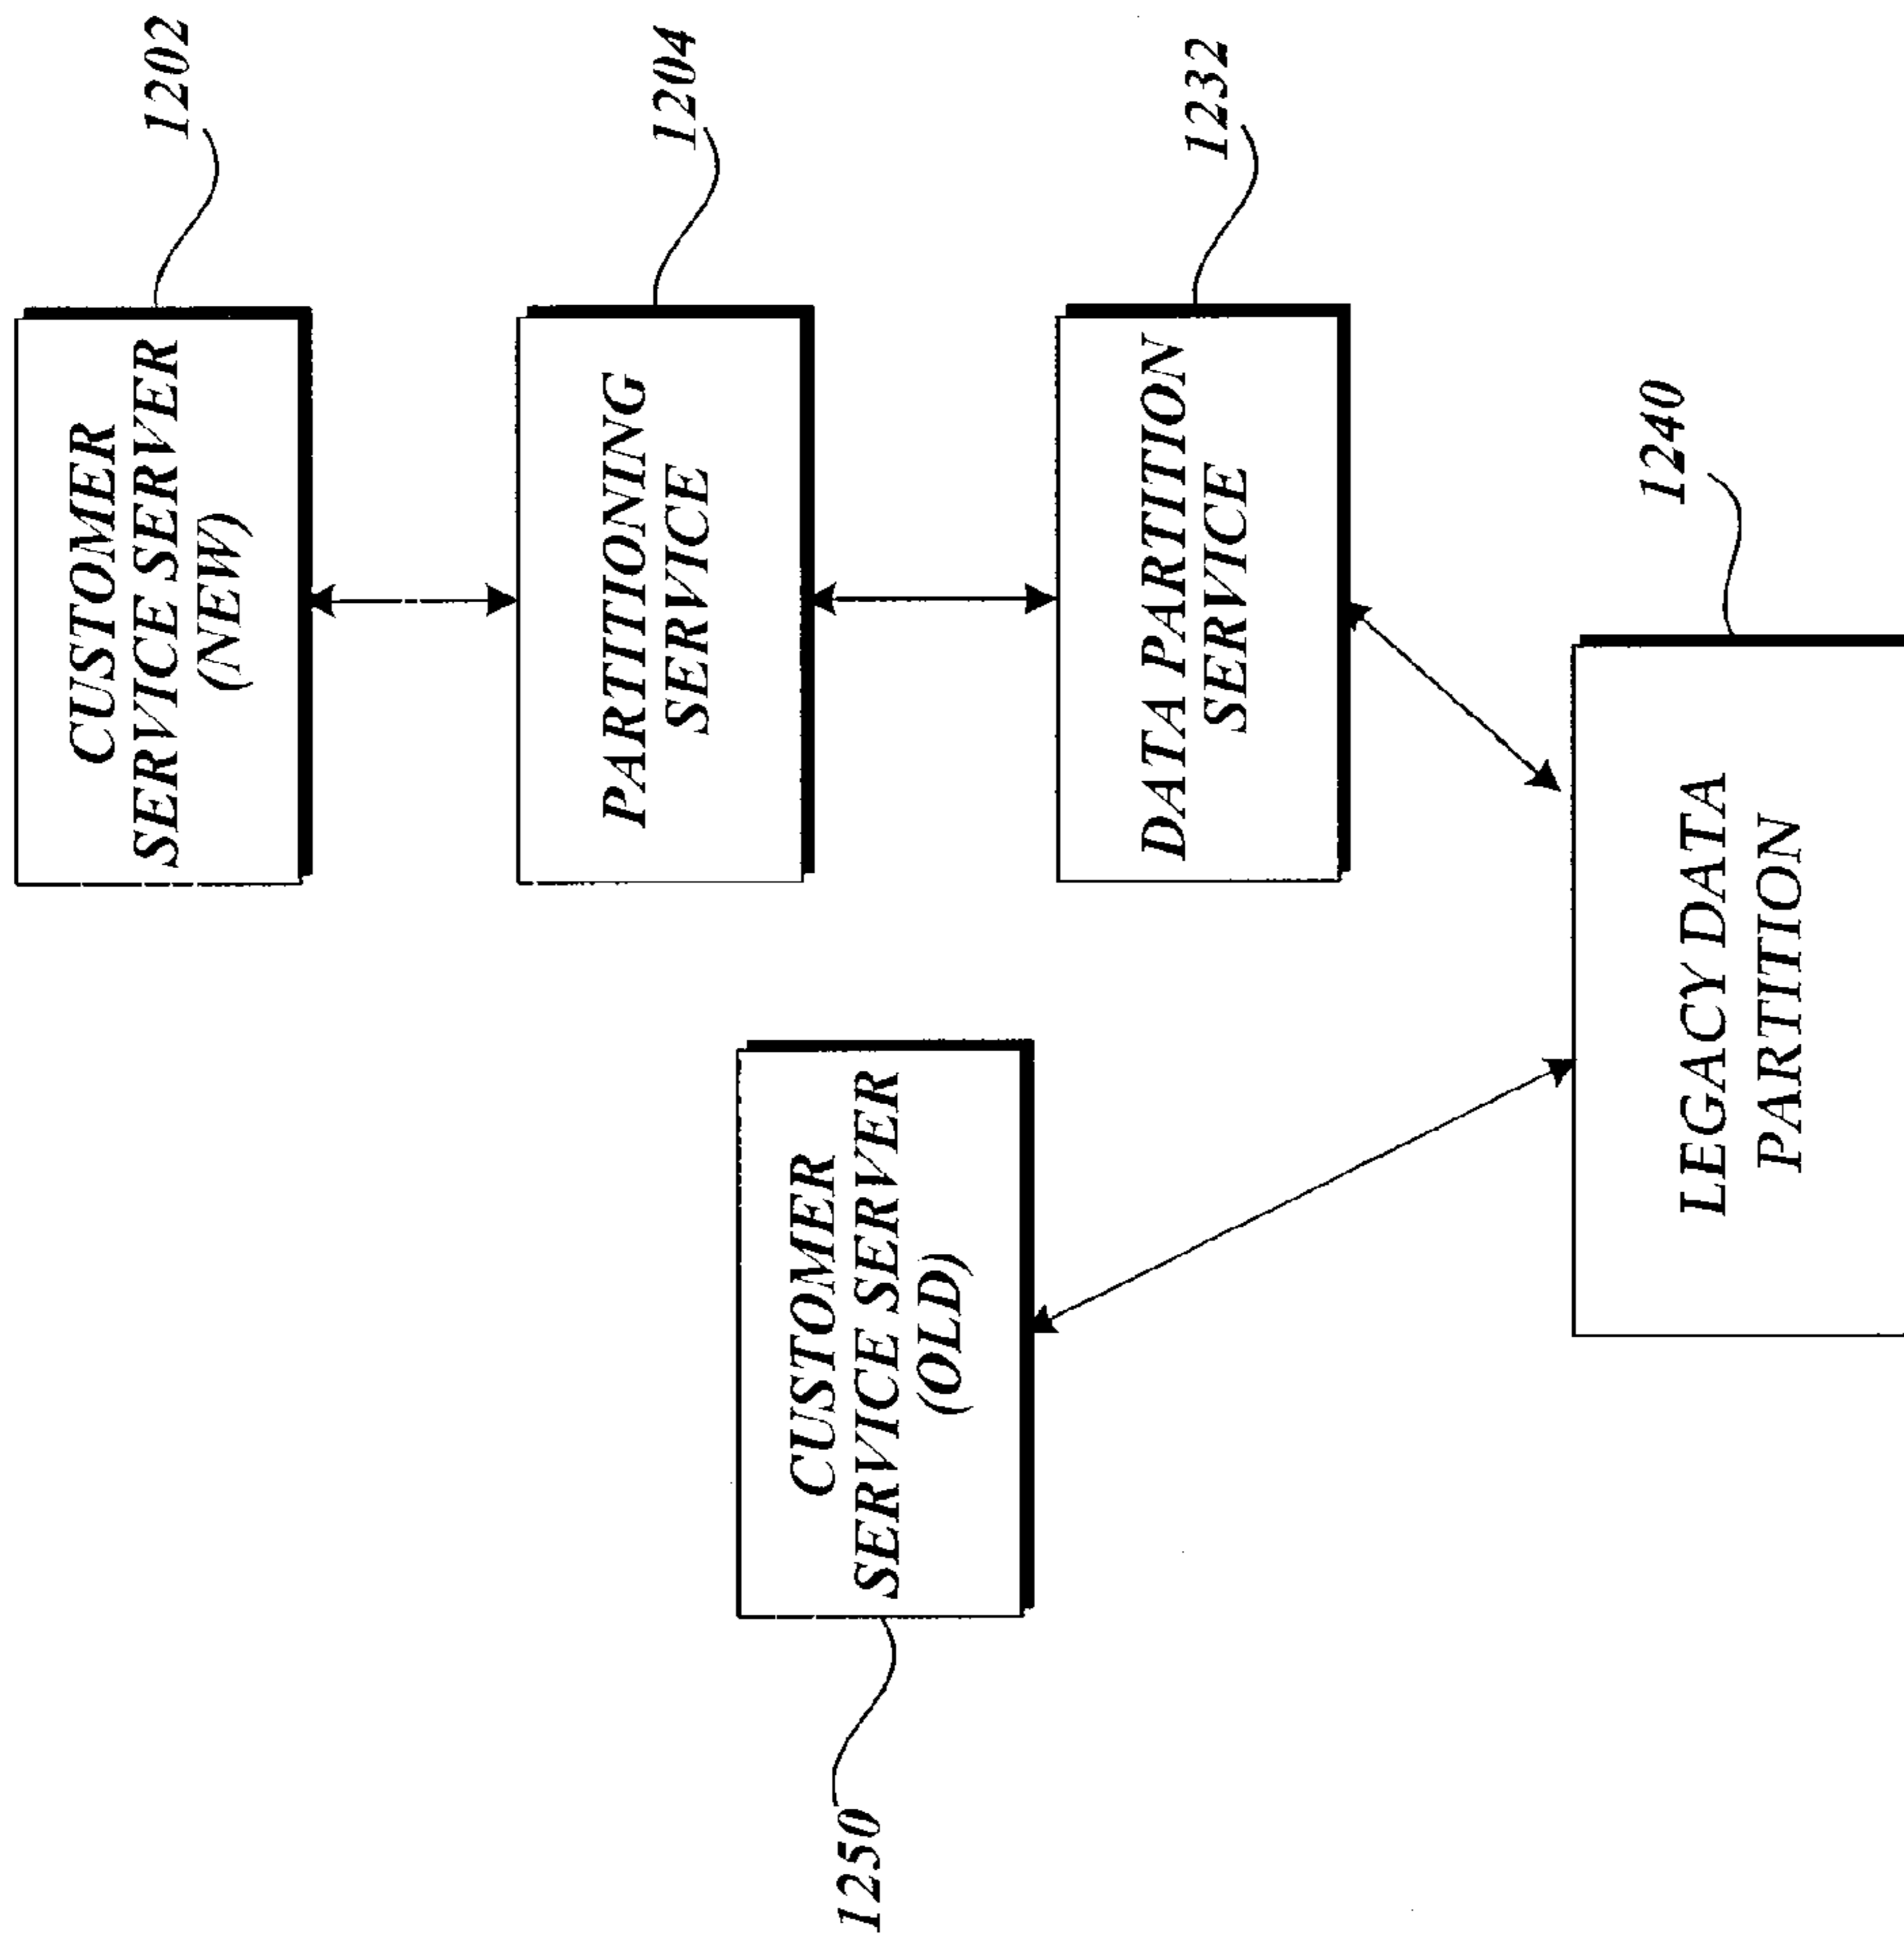 CUSTOMER
SERVICE SERVER
(NEW)
1202
PARTITIONING
SERVICE
1204
CUSTOMER
SERVICE SERVER
(OLD)
1250
DATA PARTITION
SERVICE
1232
LEGACY DATA
PARTITION
1240